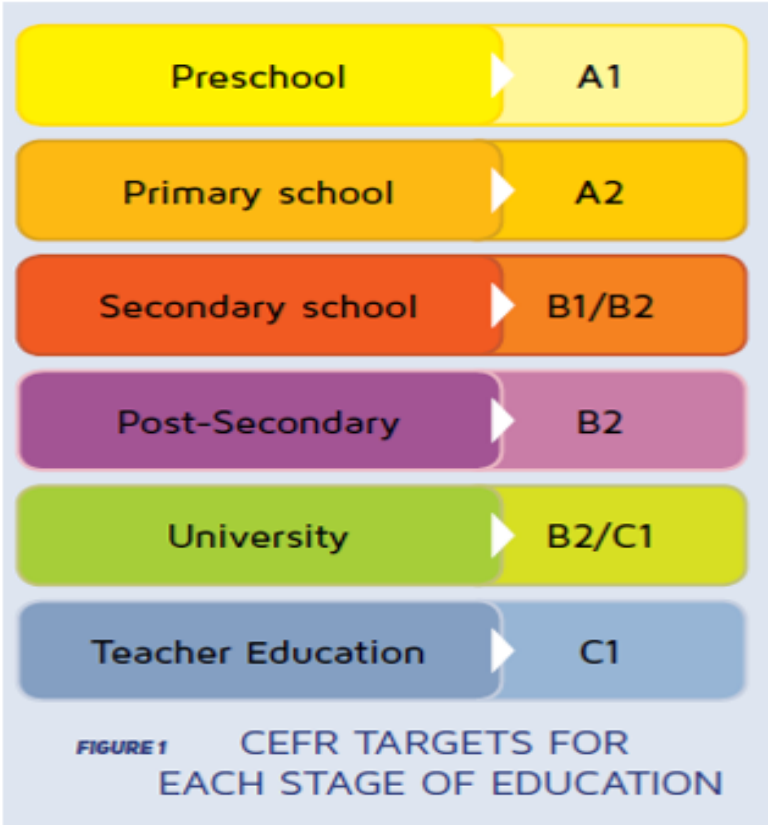 Preschool A1
Primary school A2
Secondary school B1/B2
Post-Secondary B2
University B2/C1
Teacher Education C1
FIGURE 1 CEFR TARGETS FOR
EACH STAGE OF EDUCATION